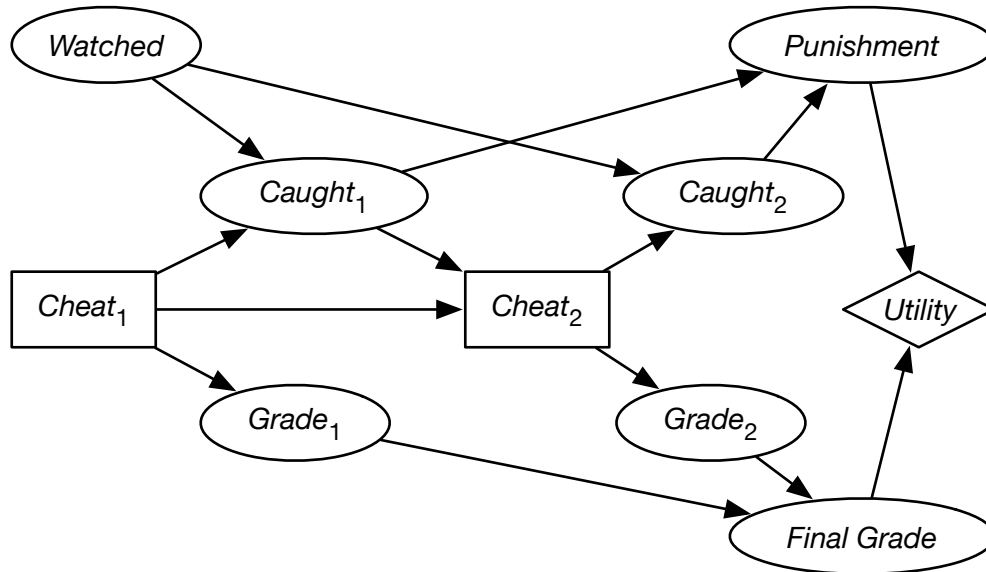 Watched
Punishment
Caught₁
Caught₂
Cheat₁
Cheat₂
Utility
Grade₁
Grade₂
Final Grade